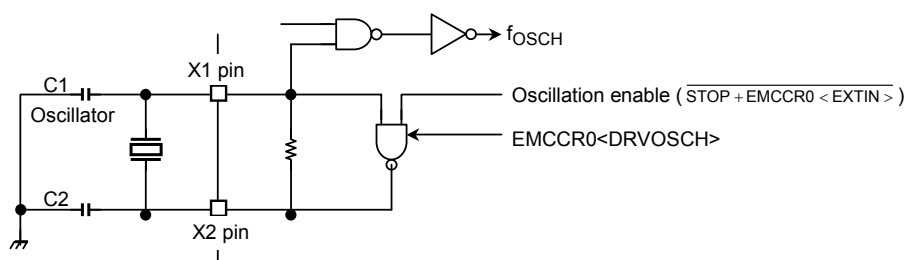 fOSCH
X1 pin
C1
Oscillator
Oscillation enable ( STOP + EMCCR0 < EXTIN > )
EMCCR0<DRVOSCH>
C2
X2 pin